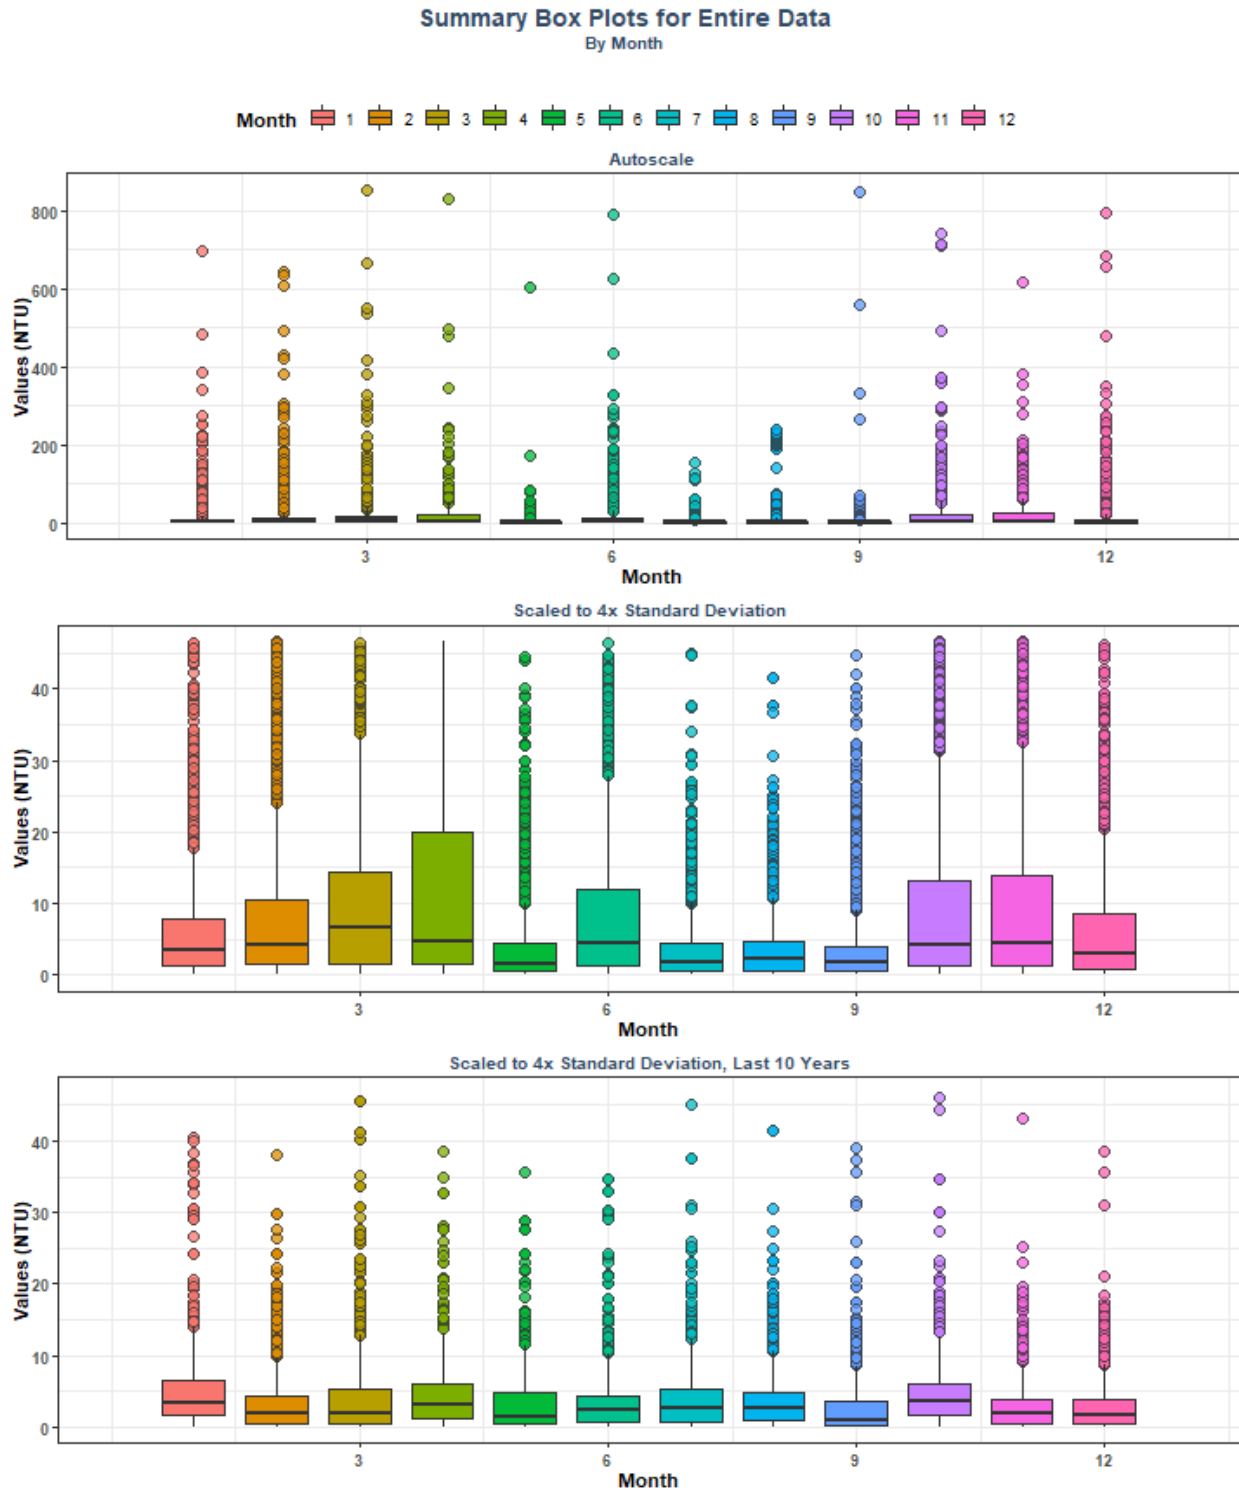 Summary Box Plots for Entire Data
By Month
Month 1 2 3 4 5 6 7 8 9 10 11 12
Autoscale
Values (NTU)
800
600
400
200
0
3 6 9 12
Month
Scaled to 4x Standard Deviation
Values (NTU)
40
30
20
10
0
3 6 9 12
Month
Scaled to 4x Standard Deviation, Last 10 Years
Values (NTU)
40
30
20
10
0
3 6 9 12
Month